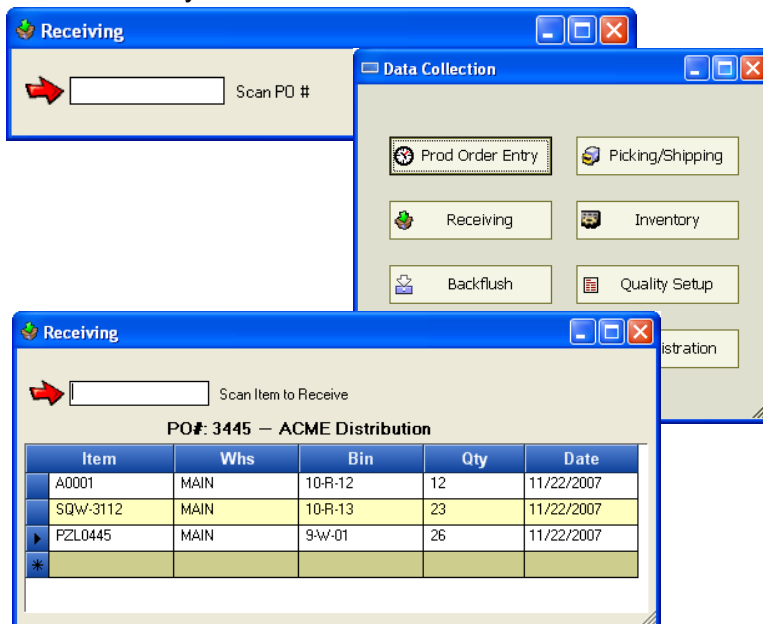 Receiving
Scan PO #
Data Collection
Prod Order Entry
Picking/Shipping
Receiving
Inventory
Backflush
Quality Setup
istration
Receiving
Scan Item to Receive
PO#: 3445 — ACME Distribution
Item Whs Bin Qty Date
A0001 MAIN 10-R-12 12 11/22/2007
SQW-3112 MAIN 10-R-13 23 11/22/2007
PZL0445 MAIN 9-W-01 26 11/22/2007